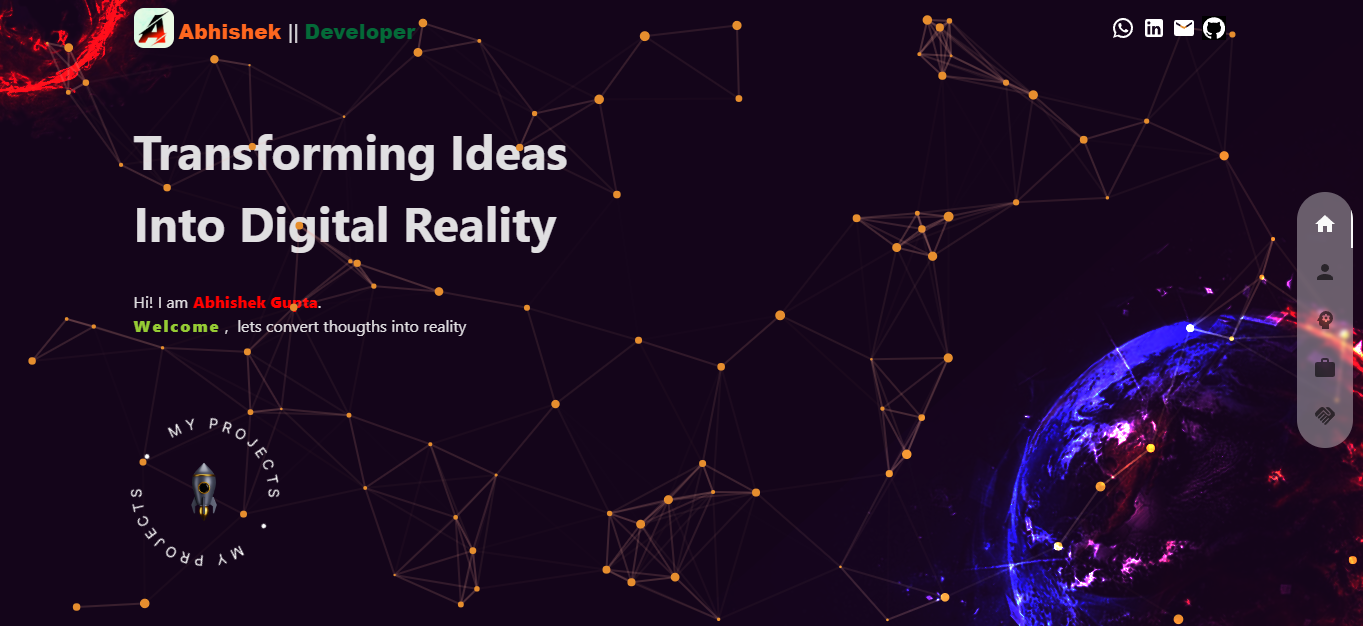 Abhishek || Developer
Transforming Ideas
Into Digital Reality
Hi! I am Abhishek Gupta.
Welcome , lets convert thougths into reality
MY PROJECTS
MY PROJECTS